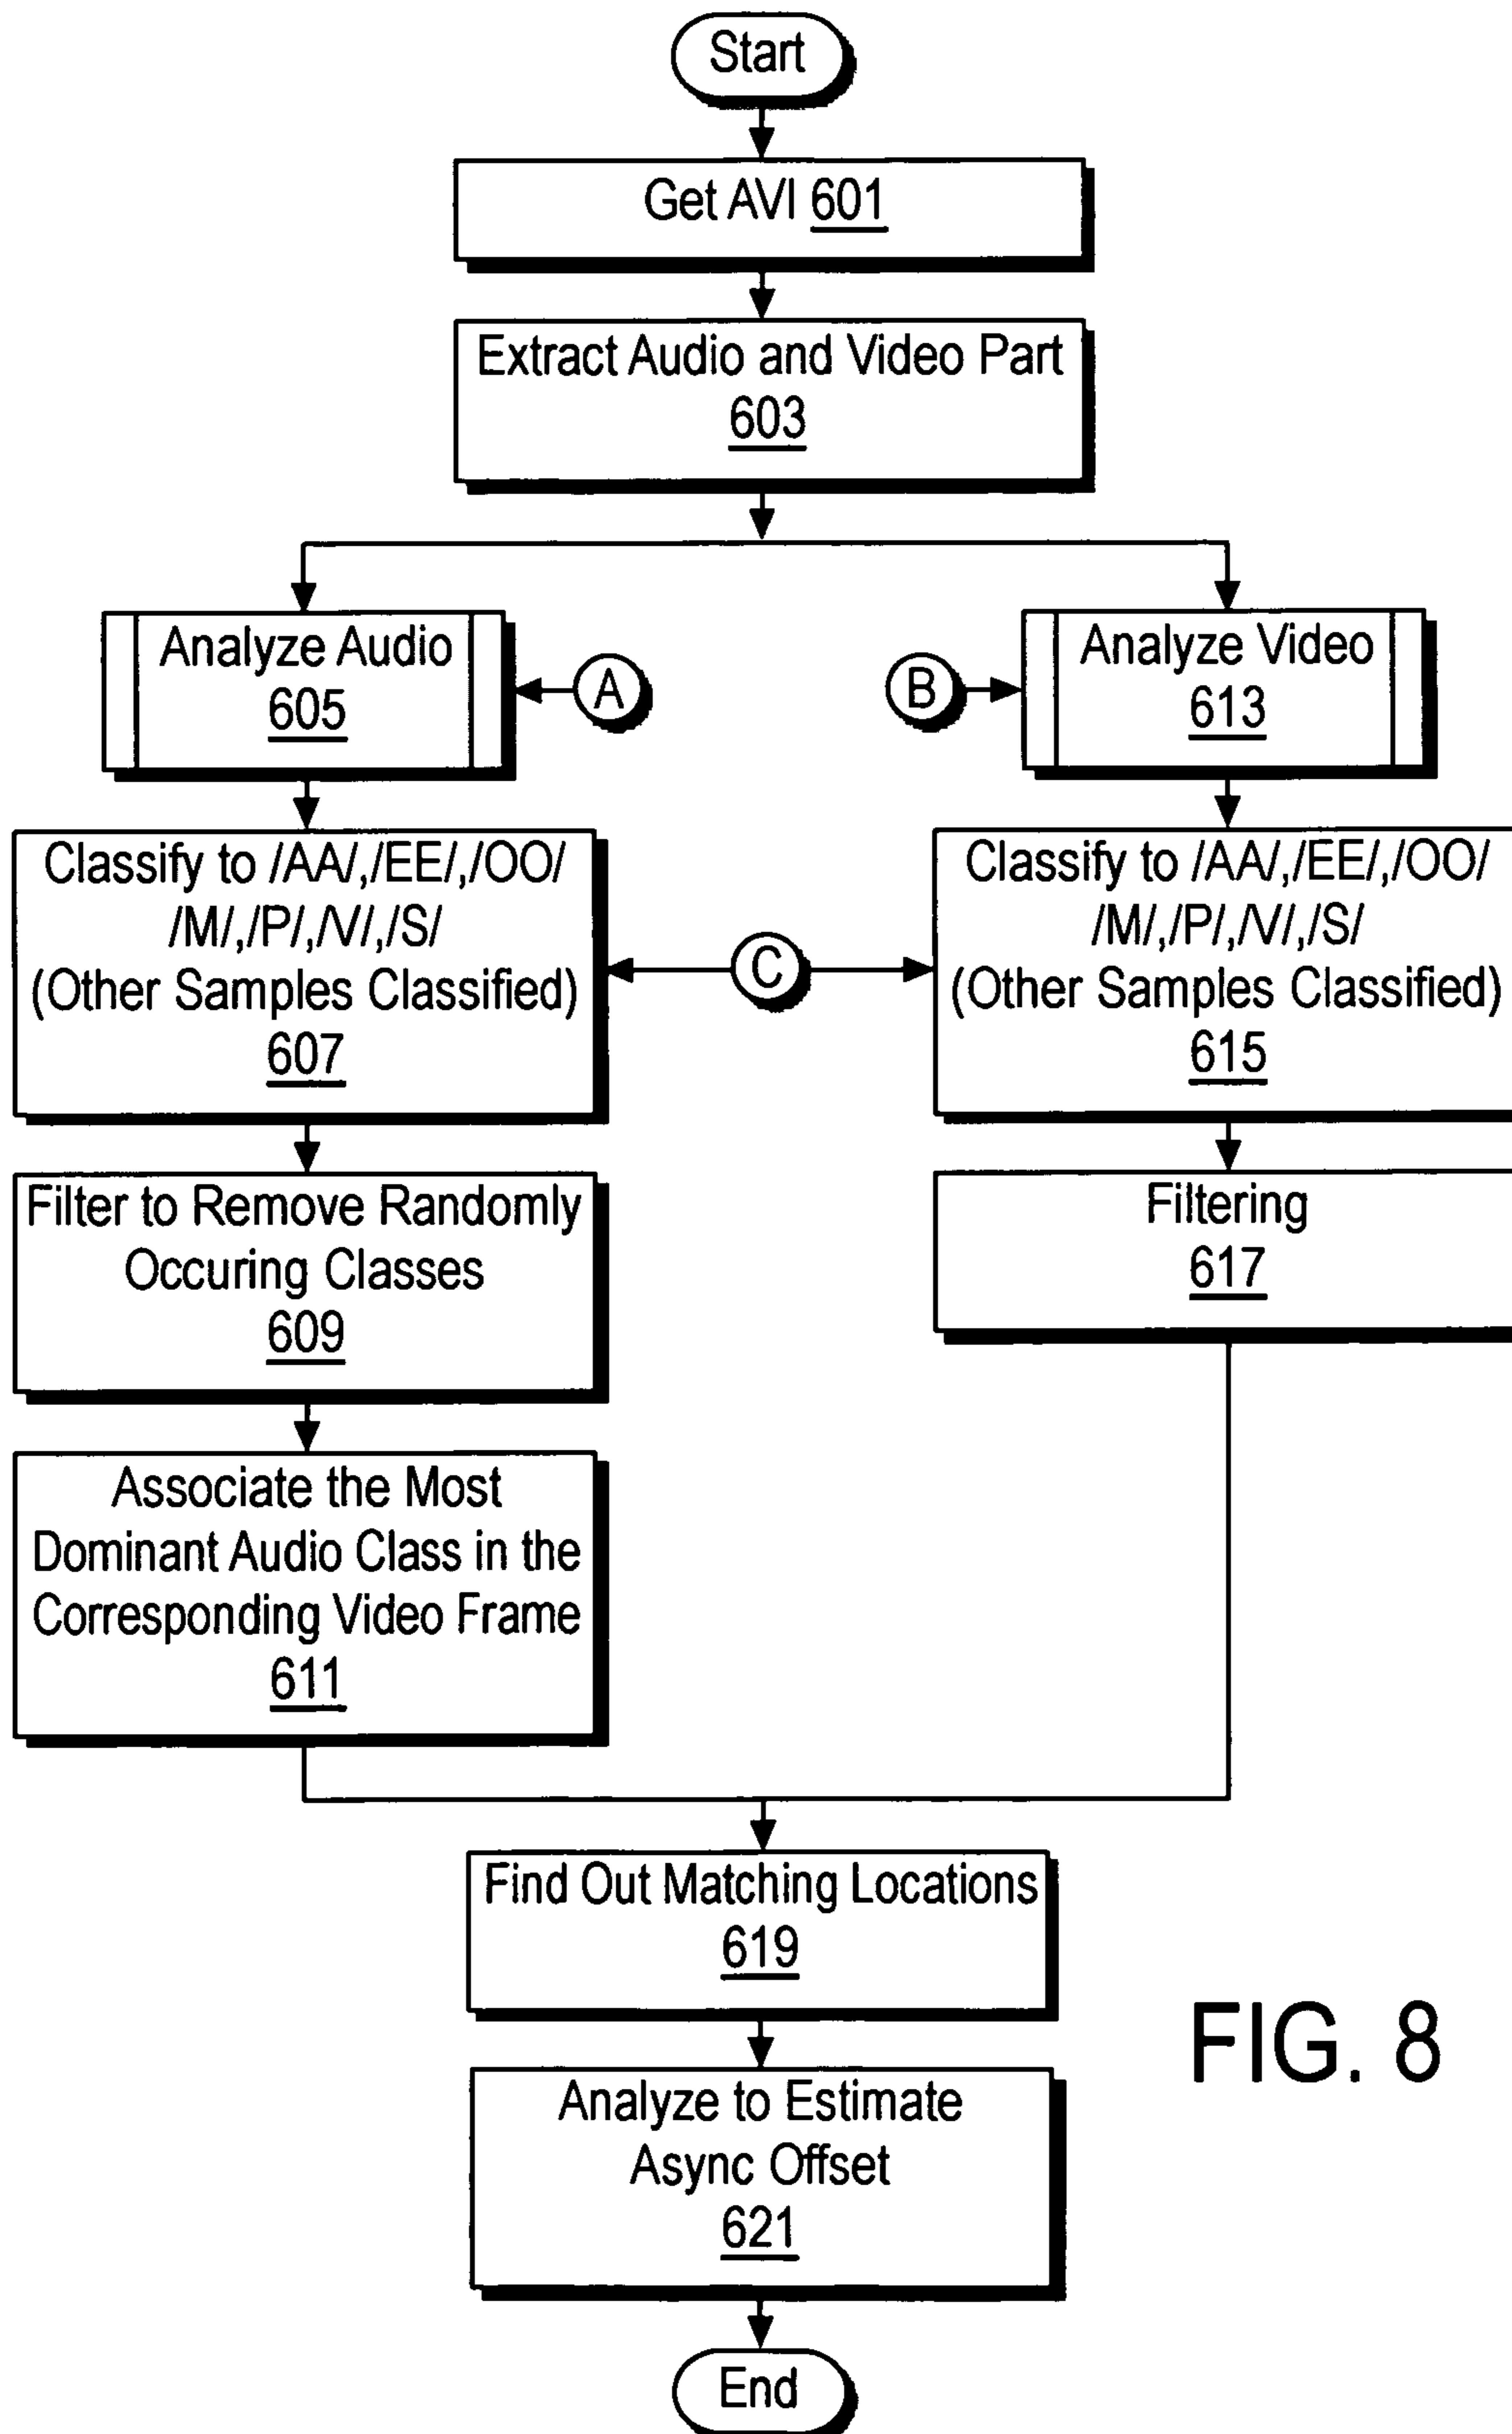 Start
Get AVI 601
Extract Audio and Video Part
603
Analyze Audio
605
A
B
Analyze Video
613
Classify to /AA/,/EE/,/OO/
/M/,/P/,/V/,/S/
(Other Samples Classified)
607
C
Classify to /AA/,/EE/,/OO/
/M/,/P/,/V/,/S/
(Other Samples Classified)
615
Filter to Remove Randomly
Occuring Classes
609
Filtering
617
Associate the Most
Dominant Audio Class in the
Corresponding Video Frame
611
Find Out Matching Locations
619
Analyze to Estimate
Async Offset
621
End
FIG. 8